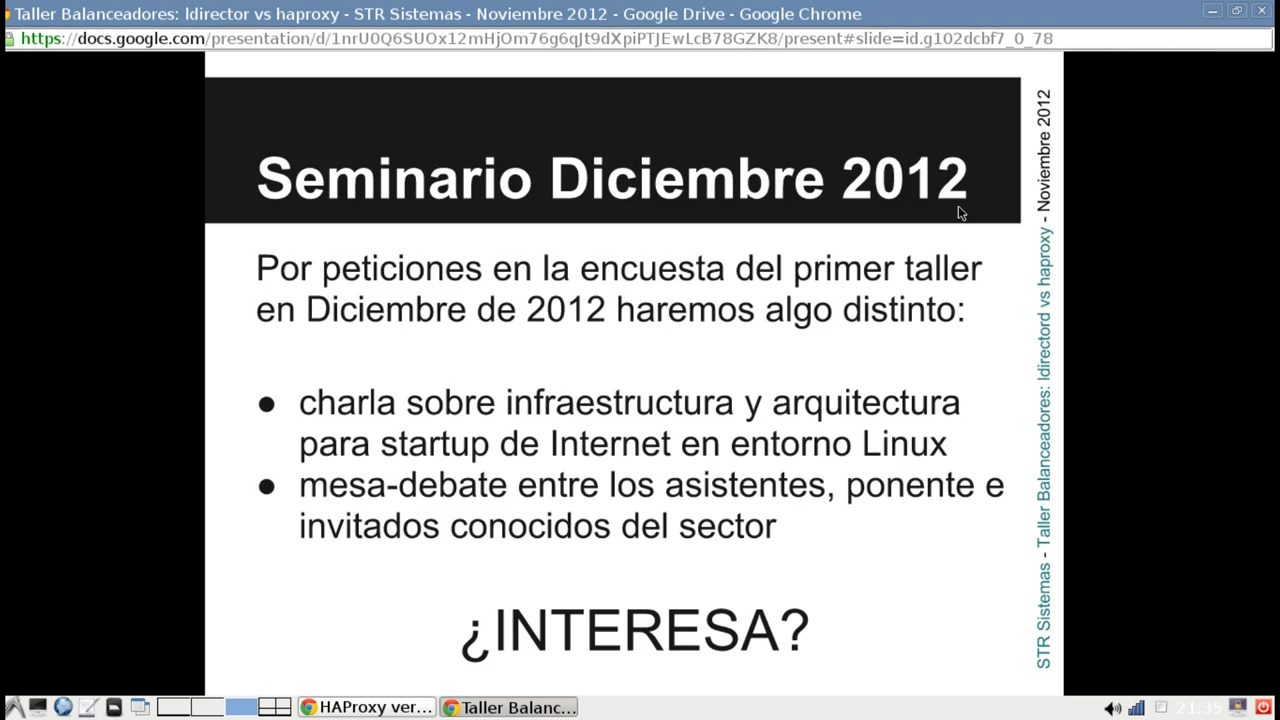 Taller Balanceadores: ldirector vs haproxy - STR Sistemas - Noviembre 2012 - Google Drive - Google Chrome
https://docs.google.com/presentation/d/1nrU0Q6SUOx12mHjOm76g6qJt9dXpiPTJEwLcB78GZK8/present#slide=id.g102dcbf7_0_78
Seminario Diciembre 2012
Por peticiones en la encuesta del primer taller
en Diciembre de 2012 haremos algo distinto:
● charla sobre infraestructura y arquitectura
para startup de Internet en entorno Linux
● mesa-debate entre los asistentes, ponente e
invitados conocidos del sector
¿INTERESA?
STR Sistemas - Taller Balanceadores: ldirectord vs haproxy - Noviembre 2012
HAProxy ver...
Taller Balanc...
21:35